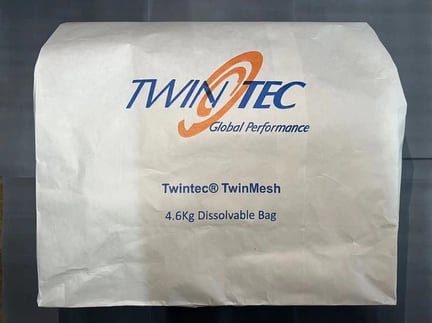 TWINTEC
Global Performance
Twintec® TwinMesh
4.6Kg Dissolvable Bag